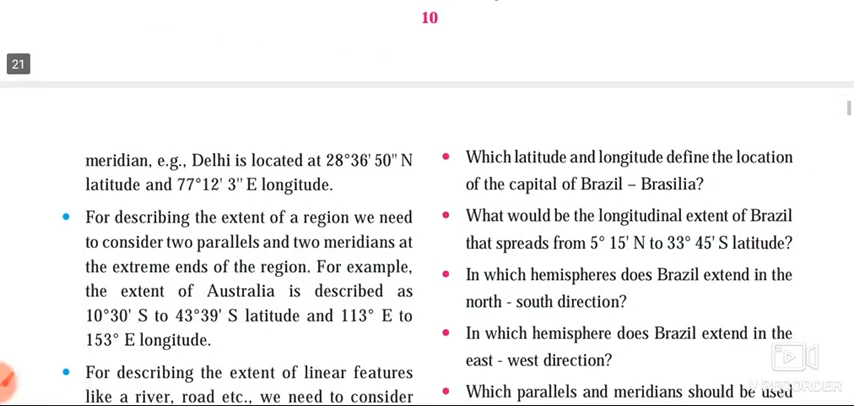 10
21
meridian, e.g., Delhi is located at 28°36' 50" N
latitude and 77°12' 3" E longitude.
• For describing the extent of a region we need
to consider two parallels and two meridians at
the extreme ends of the region. For example,
the extent of Australia is described as
10°30' S to 43°39' S latitude and 113° E to
153° E longitude.
• For describing the extent of linear features
like a river, road etc., we need to consider
• Which latitude and longitude define the location
of the capital of Brazil – Brasilia?
• What would be the longitudinal extent of Brazil
that spreads from 5° 15' N to 33° 45' S latitude?
• In which hemispheres does Brazil extend in the
north - south direction?
• In which hemisphere does Brazil extend in the
east - west direction?
• Which parallels and meridians should be used
RECORDER